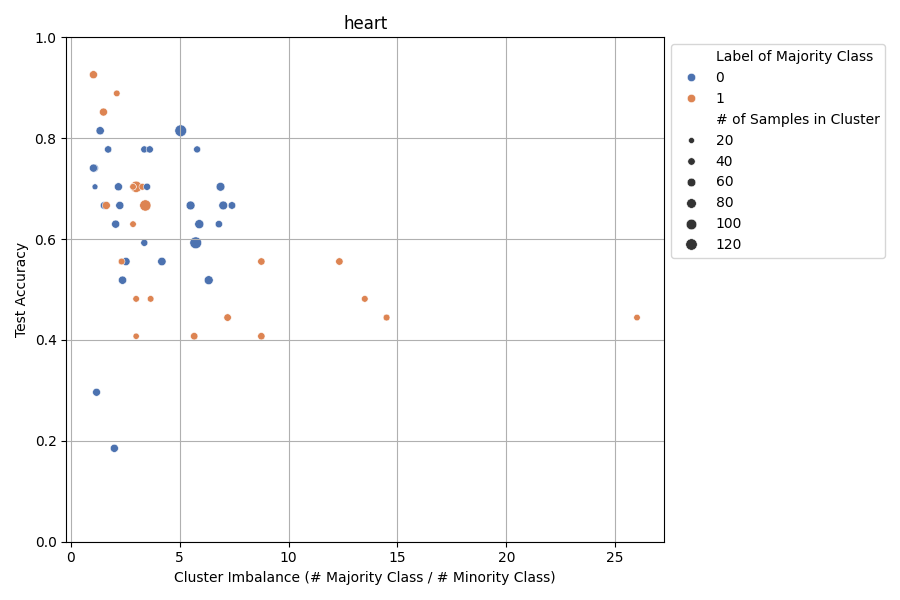 heart
Test Accuracy
1.0
0.8
0.6
0.4
0.2
0.0
0 5 10 15 20 25
Cluster Imbalance (# Majority Class / # Minority Class)
Label of Majority Class
0
1
# of Samples in Cluster
20
40
60
80
100
120